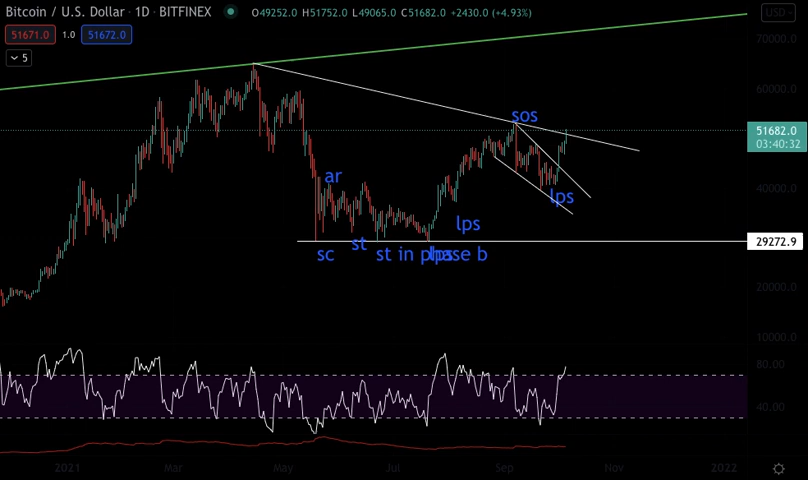 Bitcoin / U.S. Dollar · 1D · BITFINEX O49252.0 H51752.0 L49065.0 C51682.0 +2430.0 (+4.93%) USD
51671.0 1.0 51672.0
5
70000.0
60000.0
sos
51682.0
03:40:32
ar
40000.0
lps
lps
st
29272.9
sc
st in phase b
lps
20000.0
10000.0
80.00
40.00
2021 Mar May Jul Sep Nov 2022